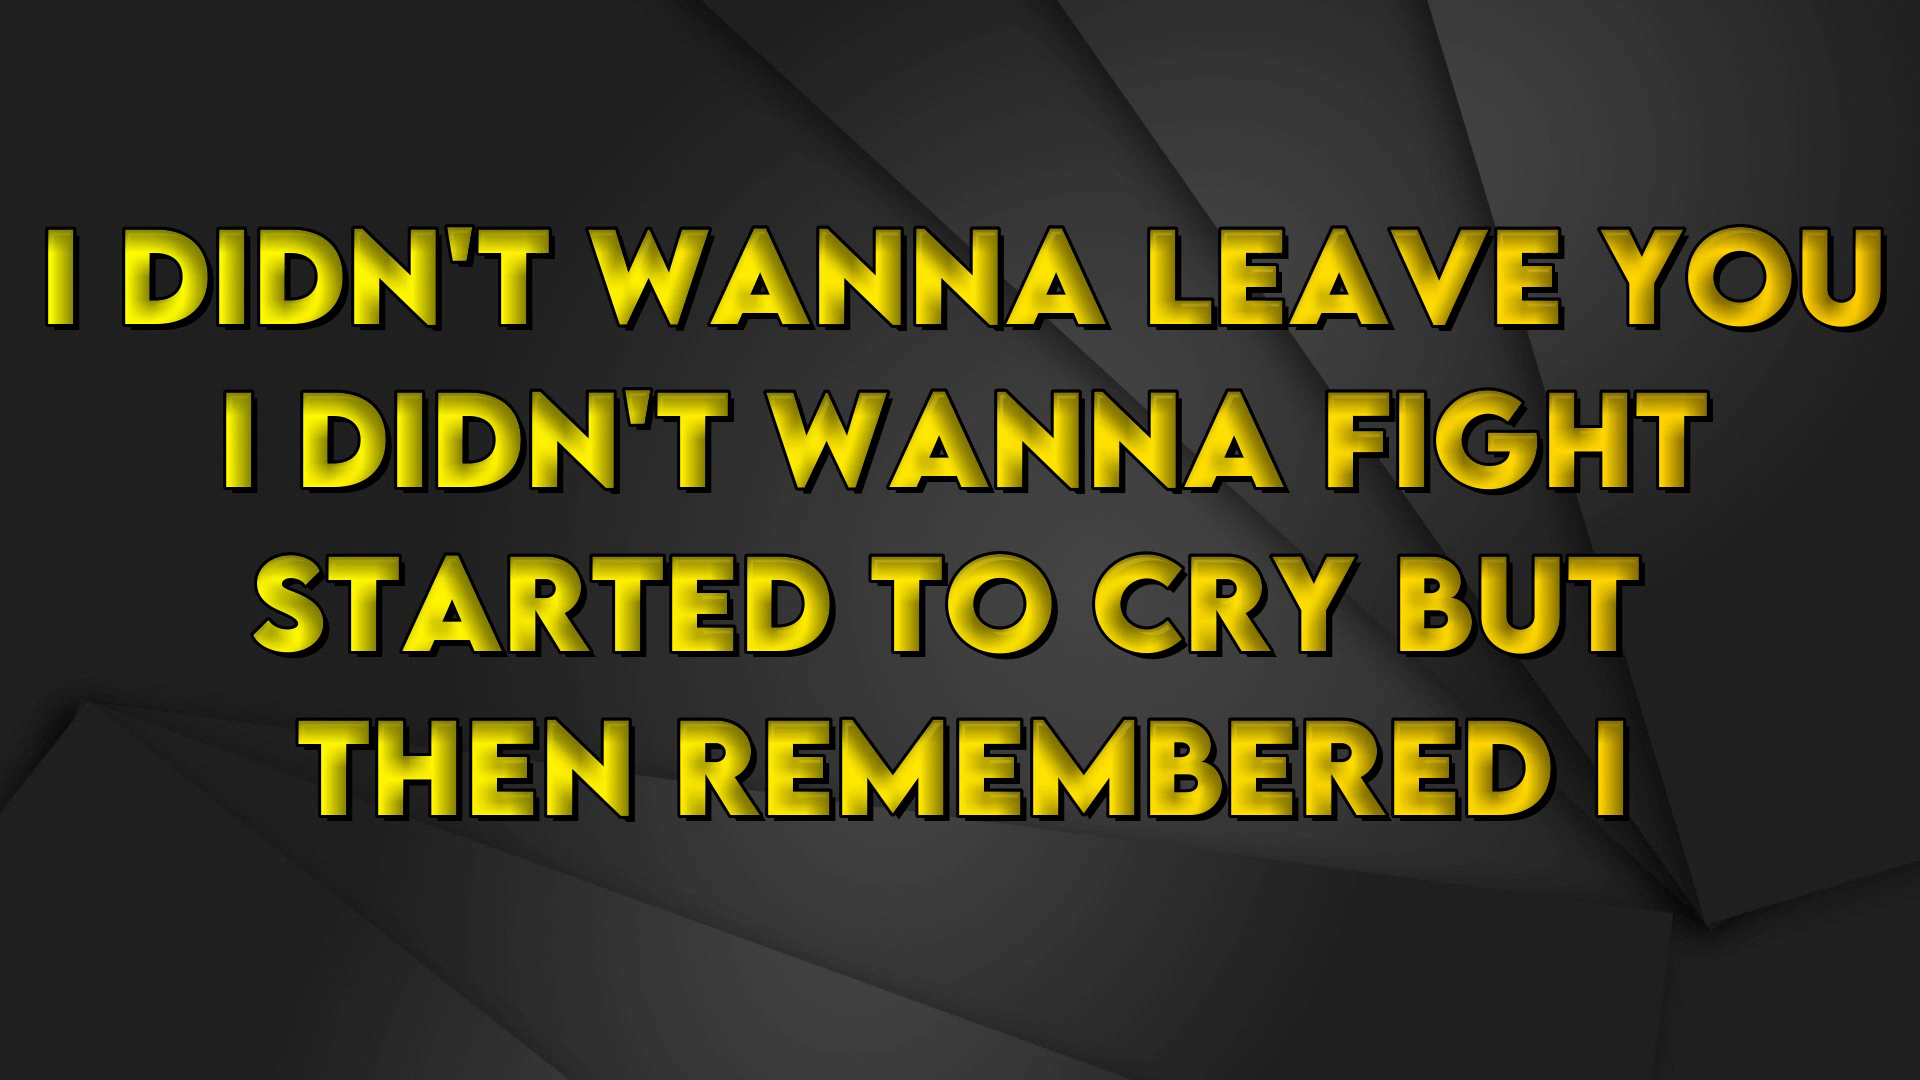 I DIDN'T WANNA LEAVE YOU
I DIDN'T WANNA FIGHT
STARTED TO CRY BUT
THEN REMEMBERED I